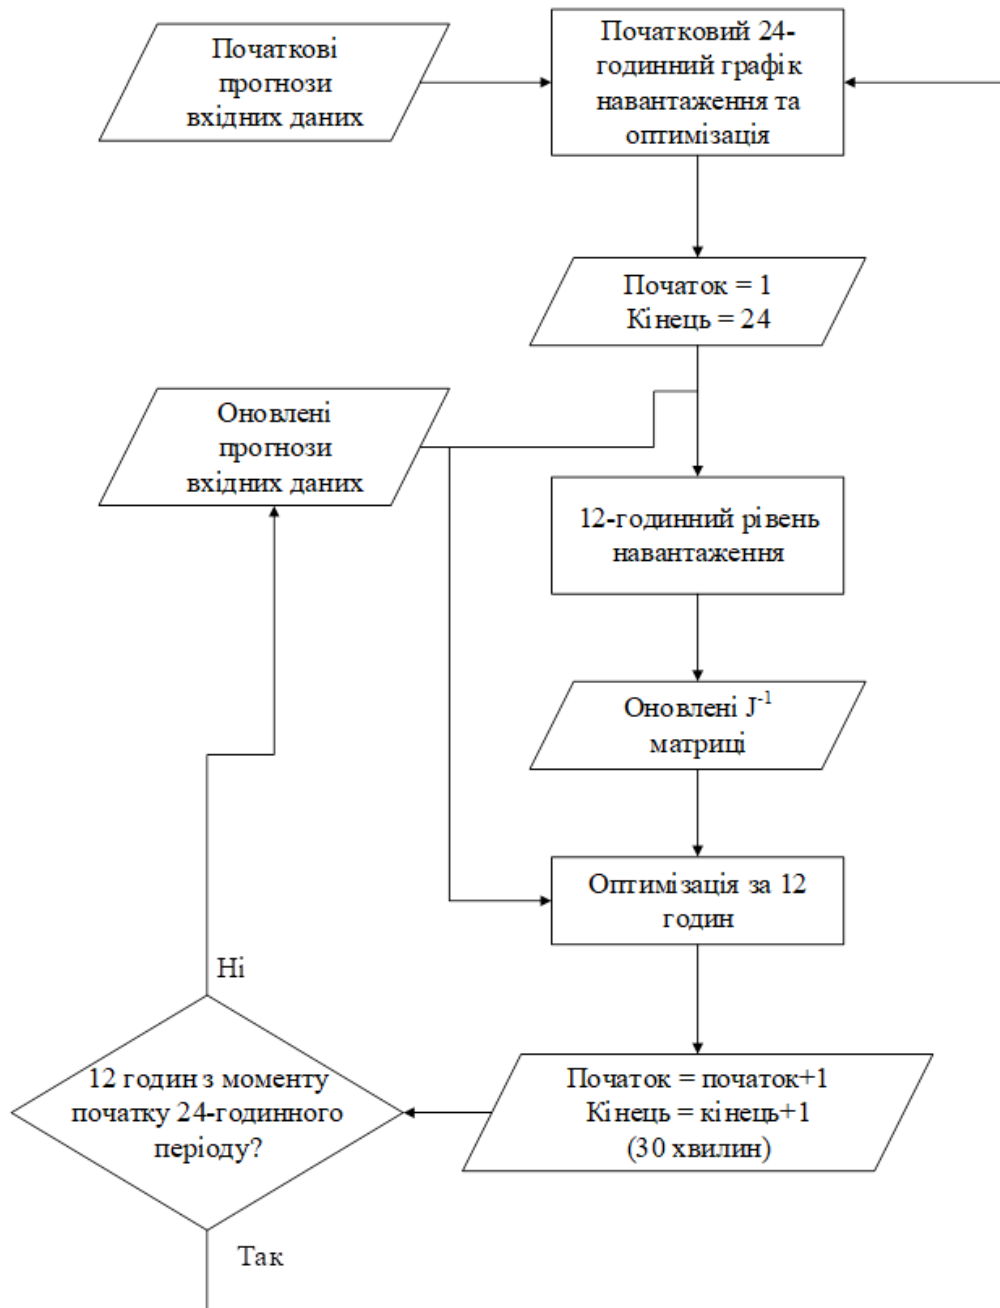 Початкові
прогнози
вхідних даних
Початковий 24-
годинний графік
навантаження та
оптимізація
Початок = 1
Кінець = 24
Оновлені
прогнози
вхідних даних
12-годинний рівень
навантаження
Оновлені J⁻¹
матриці
Оптимізація за 12
годин
Ні
12 годин з моменту
початку 24-годинного
періоду?
Початок = початок+1
Кінець = кінець+1
(30 хвилин)
Так